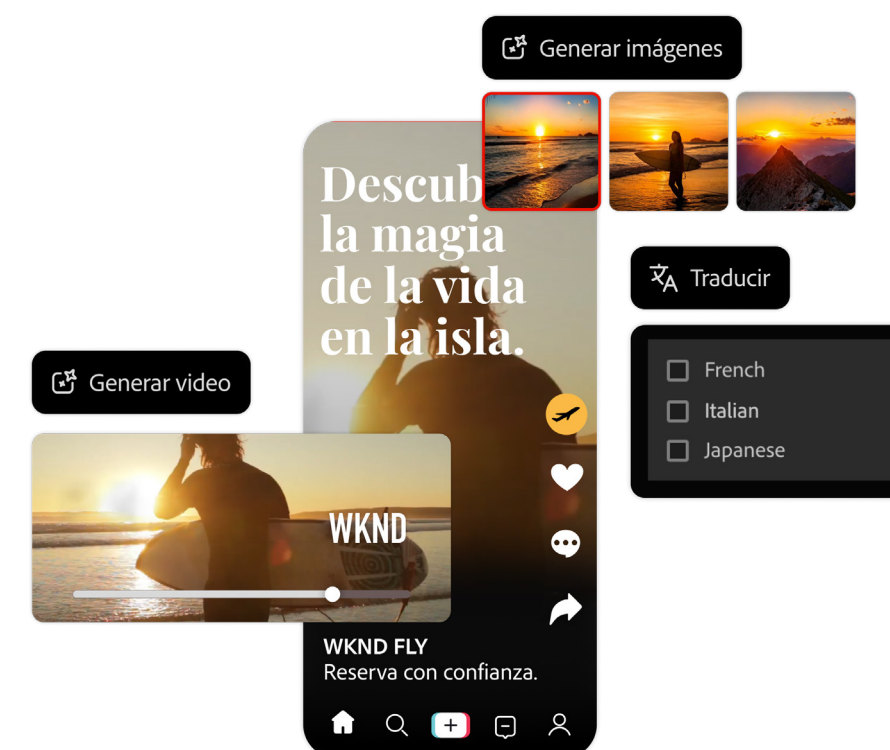 Generar imágenes
Descub
la magia
de la vida
en la isla.
Traducir
French
Italian
Japanese
Generar video
WKND
WKND FLY
Reserva con confianza.